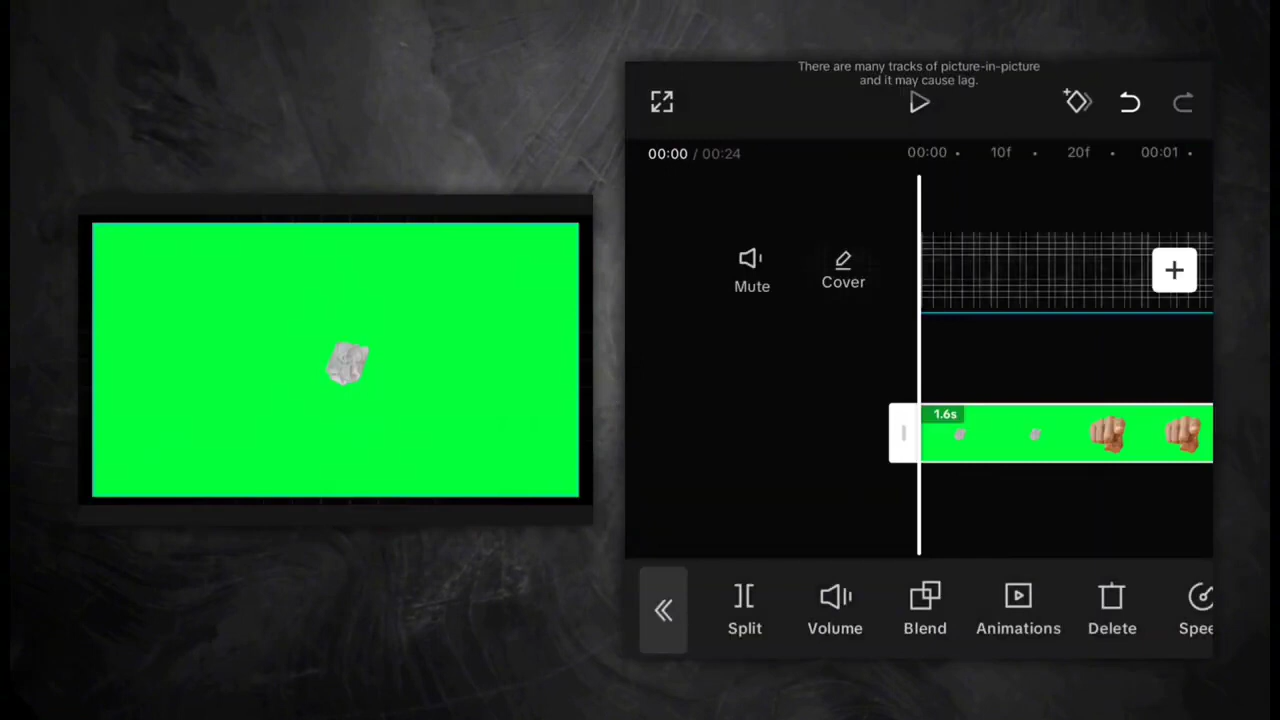 There are many tracks of picture-in-picture
and it may cause lag.
00:00 / 00:24
00:00 10f 20f 00:01
Mute
Cover
1.6s
Split Volume Blend Animations Delete Spee